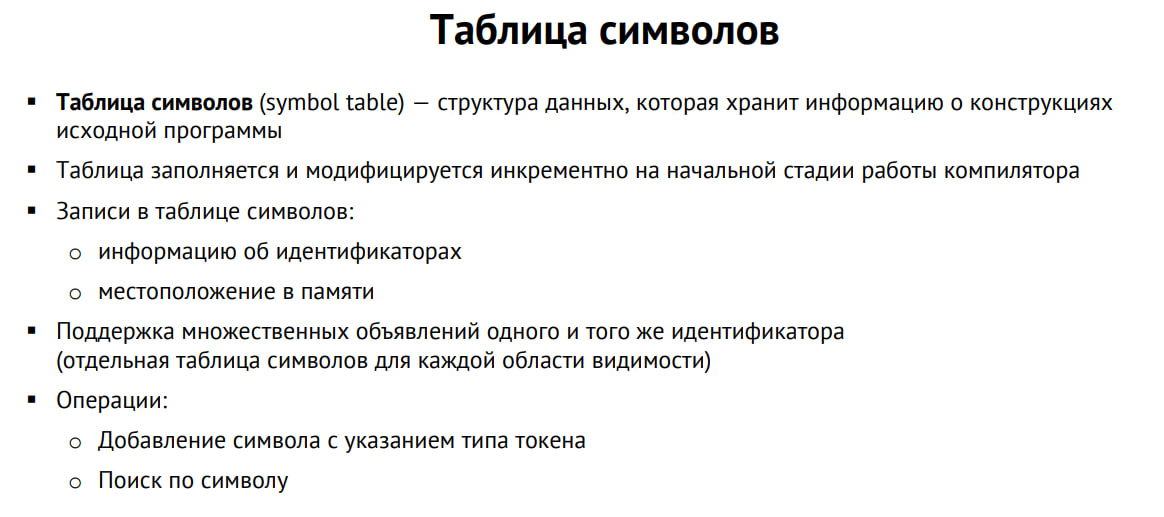 Таблица символов
▪ Таблица символов (symbol table) — структура данных, которая хранит информацию о конструкциях
исходной программы
▪ Таблица заполняется и модифицируется инкрементно на начальной стадии работы компилятора
▪ Записи в таблице символов:
o информацию об идентификаторах
o местоположение в памяти
▪ Поддержка множественных объявлений одного и того же идентификатора
(отдельная таблица символов для каждой области видимости)
▪ Операции:
o Добавление символа с указанием типа токена
o Поиск по символу